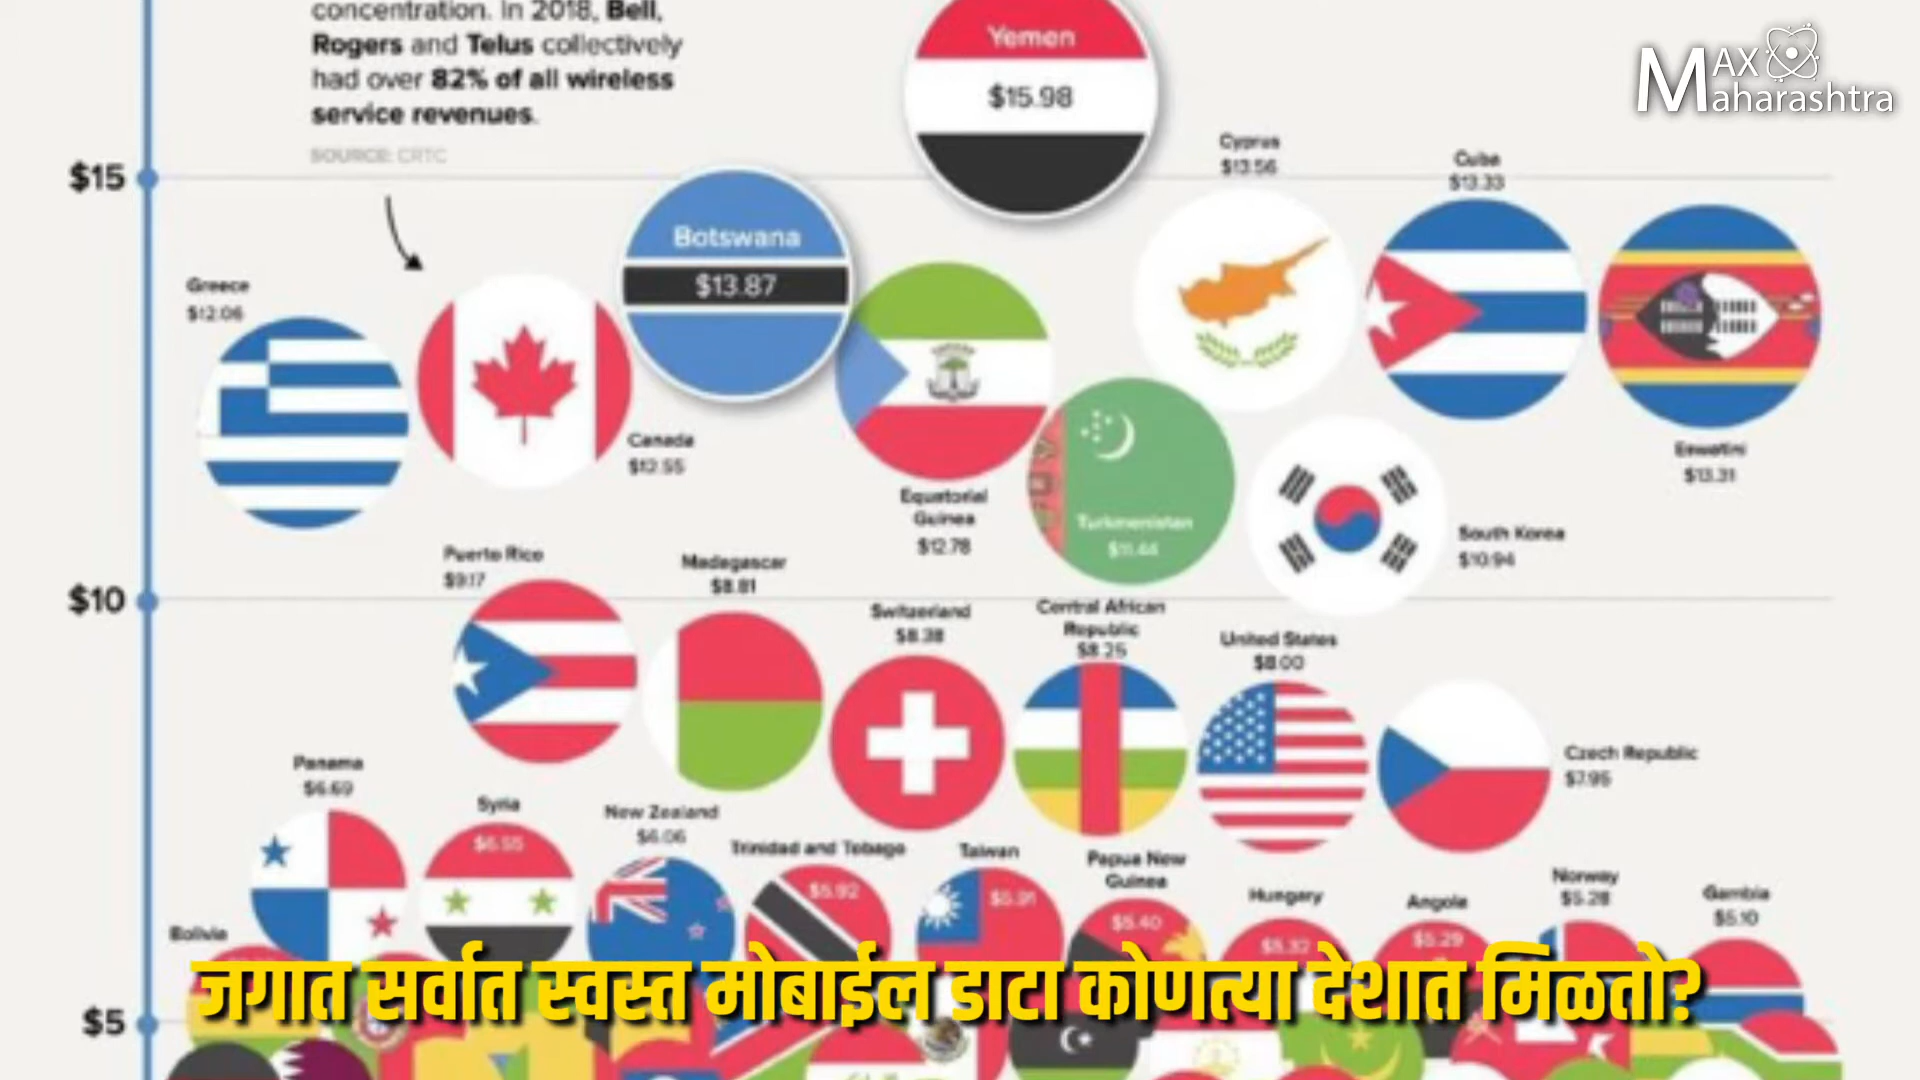 concentration. In 2018, Bell,
Rogers and Telus collectively
had over 82% of all wireless
service revenues.
SOURCE: CRTC
Yemen
$15.98
MAX
Maharashtra
$15
Cyprus
$13.56
Cuba
$13.33
Botswana
$13.87
Greece
$12.06
Canada
$12.55
Eswatini
$13.31
Equatorial
Guinea
$12.78
Turkmenistan
$11.44
South Korea
$10.94
$10
Puerto Rico
$9.17
Madagascar
$8.81
Switzerland
$8.38
Central African
Republic
$8.25
United States
$8.00
Czech Republic
$7.95
Panama
$6.69
Syria
$6.55
New Zealand
$6.06
Trinidad and Tobago
$5.92
Taiwan
$5.91
Papua New
Guinea
$5.40
Hungary
$5.32
Angola
$5.29
Norway
$5.28
Gambia
$5.10
Bolivia
जगात सर्वात स्वस्त मोबाईल डाटा कोणत्या देशात मिळतो?
$5